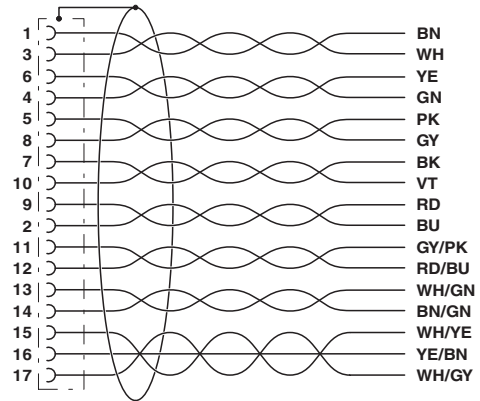 1 BN
3 WH
6 YE
4 GN
5 PK
8 GY
7 BK
10 VT
9 RD
2 BU
11 GY/PK
12 RD/BU
13 WH/GN
14 BN/GN
15 WH/YE
16 YE/BN
17 WH/GY